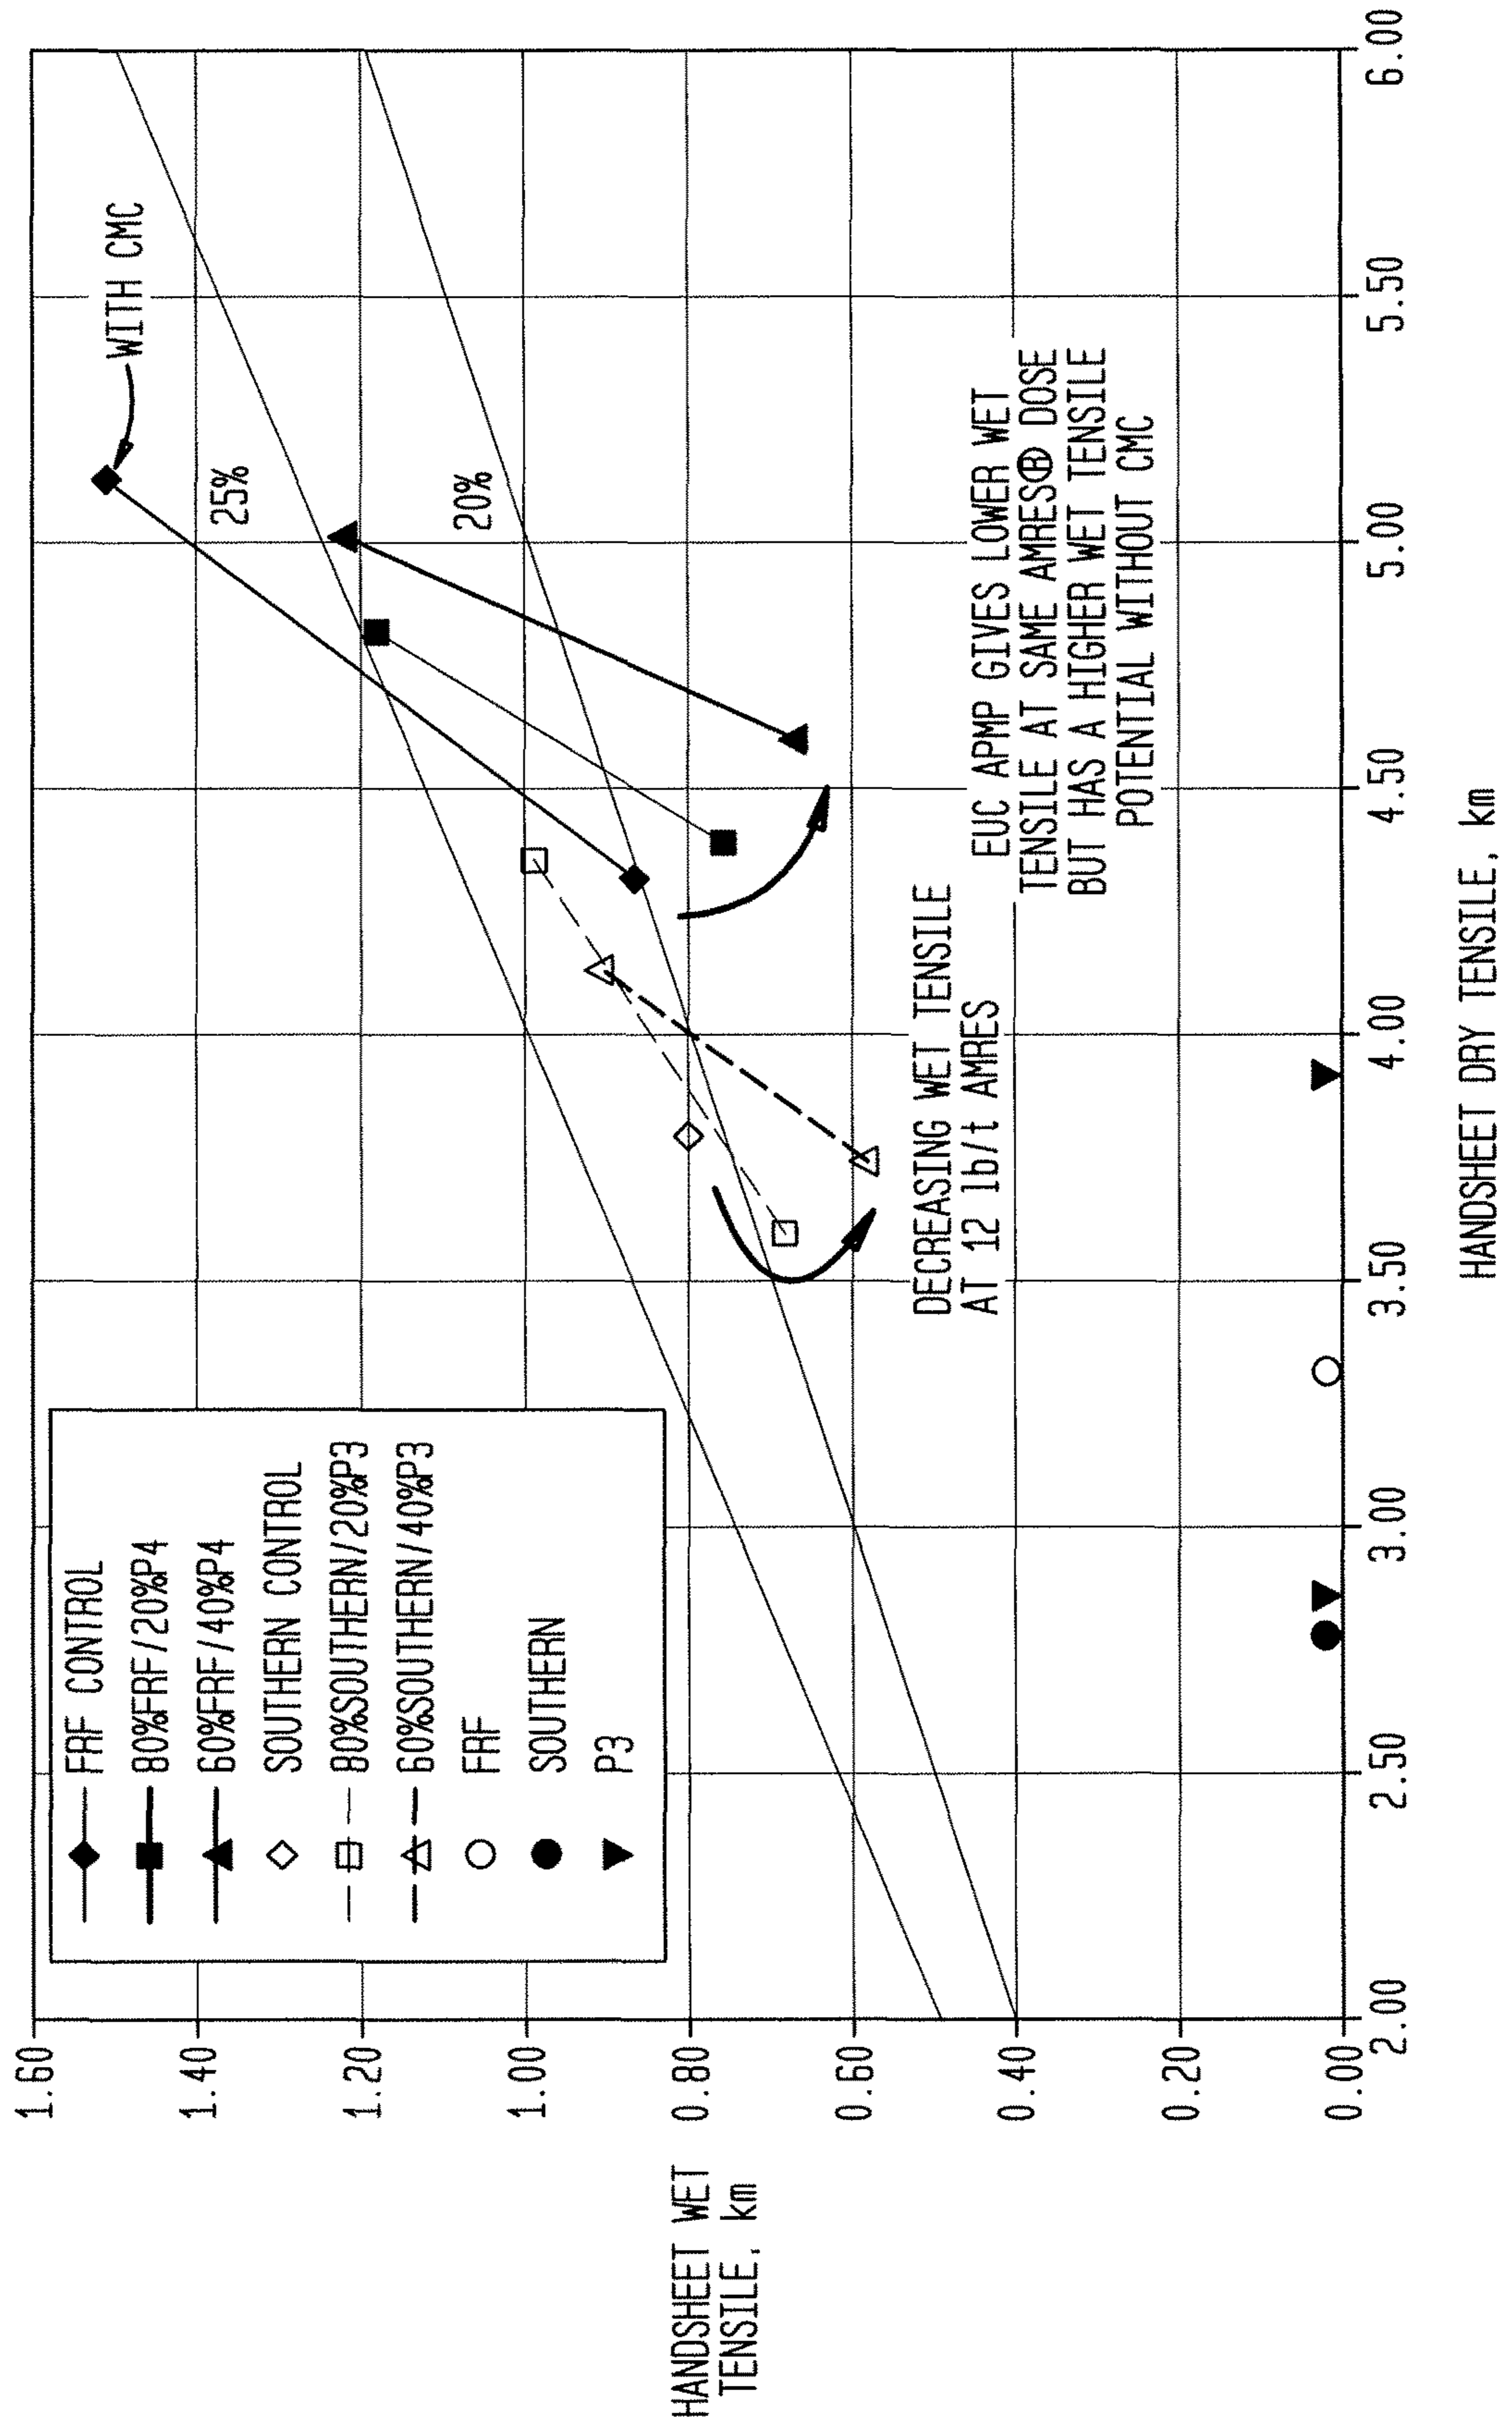 HANDSHEET WET
TENSILE, km
1.60
1.40
1.20
1.00
0.80
0.60
0.40
0.20
0.00
FRF CONTROL
80%FRF/20%P4
60%FRF/40%P4
SOUTHERN CONTROL
80%SOUTHERN/20%P3
60%SOUTHERN/40%P3
FRF
SOUTHERN
P3
WITH CMC
25%
20%
DECREASING WET TENSILE
AT 12 lb/t AMRES
EUC APMP GIVES LOWER WET
TENSILE AT SAME AMRES® DOSE
BUT HAS A HIGHER WET TENSILE
POTENTIAL WITHOUT CMC
2.00
2.50
3.00
3.50
4.00
4.50
5.00
5.50
6.00
HANDSHEET DRY TENSILE, km